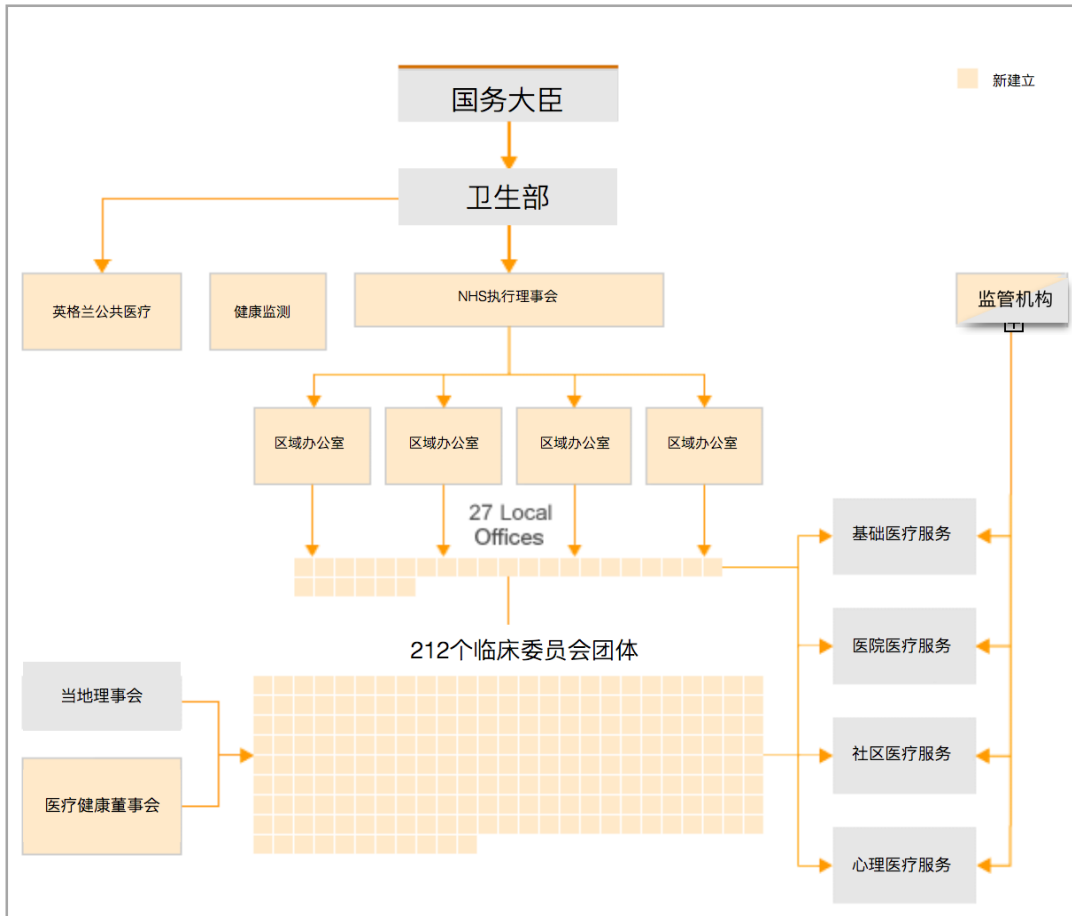 国务大臣
新建立
卫生部
英格兰公共医疗
健康监测
NHS执行理事会
监管机构
区域办公室
区域办公室
区域办公室
区域办公室
27 Local
Offices
基础医疗服务
212个临床委员会团体
医院医疗服务
当地理事会
社区医疗服务
医疗健康董事会
心理医疗服务